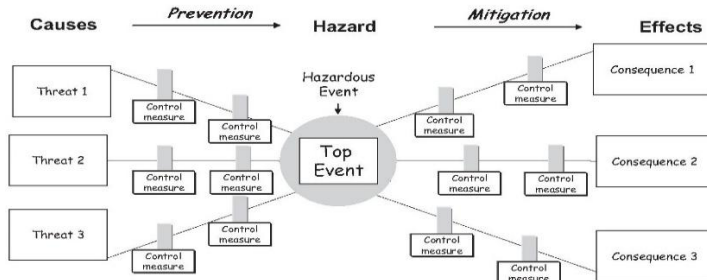 Causes
Prevention
Hazard
Mitigation
Effects
Threat 1
Control
measure
Control
measure
Hazardous
Event
Control
measure
Control
measure
Consequence 1
Threat 2
Control
measure
Control
measure
Top
Event
Control
measure
Control
measure
Consequence 2
Threat 3
Control
measure
Control
measure
Control
measure
Control
measure
Consequence 3